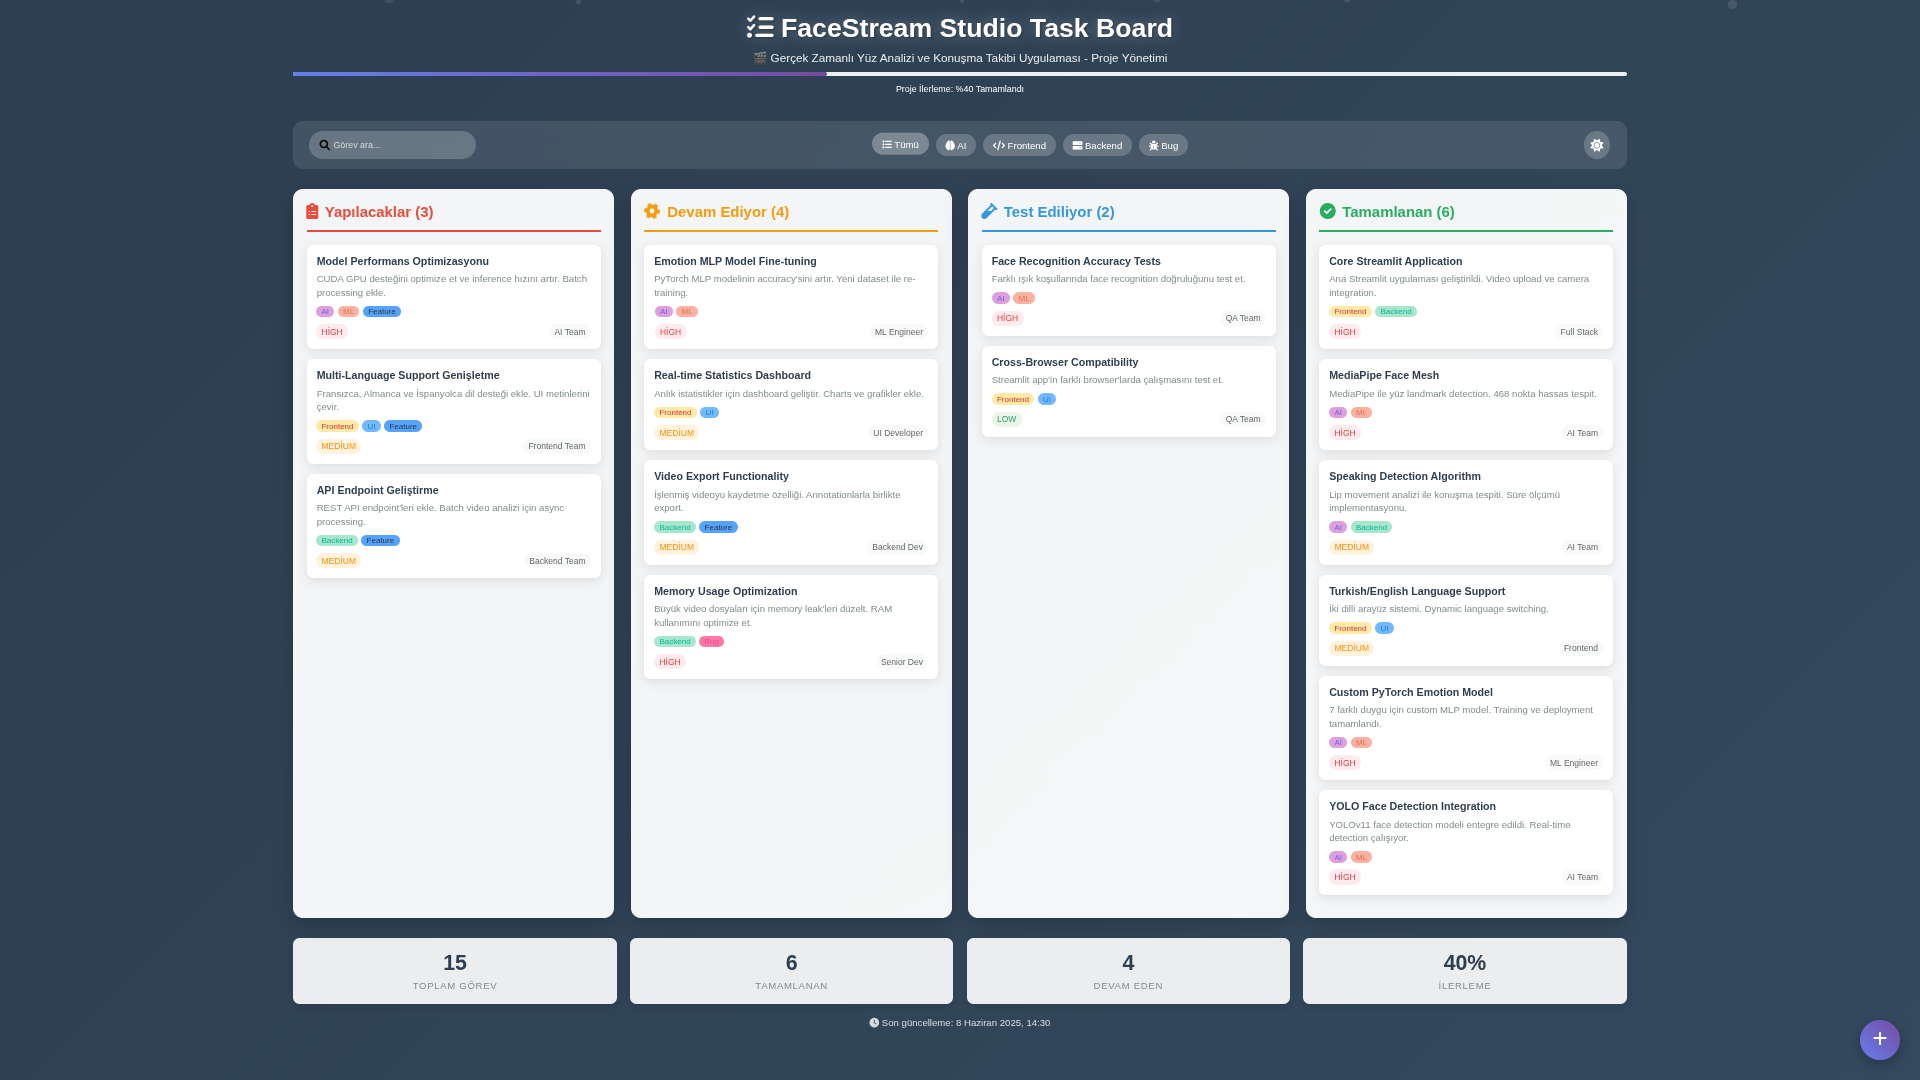 FaceStream Studio Task Board
🎬 Gerçek Zamanlı Yüz Analizi ve Konuşma Takibi Uygulaması - Proje Yönetimi
Proje İlerleme: %40 Tamamlandı
Görev ara...
Tümü
AI
Frontend
Backend
Bug
Yapılacaklar (3)
Model Performans Optimizasyonu
CUDA GPU desteğini optimize et ve inference hızını artır. Batch
processing ekle.
AI ML Feature
HİGH AI Team
Multi-Language Support Genişletme
Fransızca, Almanca ve İspanyolca dil desteği ekle. UI metinlerini
çevir.
Frontend UI Feature
MEDİUM Frontend Team
API Endpoint Geliştirme
REST API endpoint'leri ekle. Batch video analizi için async
processing.
Backend Feature
MEDİUM Backend Team
Devam Ediyor (4)
Emotion MLP Model Fine-tuning
PyTorch MLP modelinin accuracy'sini artır. Yeni dataset ile re-
training.
AI ML
HİGH ML Engineer
Real-time Statistics Dashboard
Anlık istatistikler için dashboard geliştir. Charts ve grafikler ekle.
Frontend UI
MEDİUM UI Developer
Video Export Functionality
İşlenmiş videoyu kaydetme özelliği. Annotationlarla birlikte
export.
Backend Feature
MEDİUM Backend Dev
Memory Usage Optimization
Büyük video dosyaları için memory leak'leri düzelt. RAM
kullanımını optimize et.
Backend Bug
HİGH Senior Dev
Test Ediliyor (2)
Face Recognition Accuracy Tests
Farklı ışık koşullarında face recognition doğruluğunu test et.
AI ML
HİGH QA Team
Cross-Browser Compatibility
Streamlit app'in farklı browser'larda çalışmasını test et.
Frontend UI
LOW QA Team
Tamamlanan (6)
Core Streamlit Application
Ana Streamlit uygulaması geliştirildi. Video upload ve camera
integration.
Frontend Backend
HİGH Full Stack
MediaPipe Face Mesh
MediaPipe ile yüz landmark detection. 468 nokta hassas tespit.
AI ML
HİGH AI Team
Speaking Detection Algorithm
Lip movement analizi ile konuşma tespiti. Süre ölçümü
implementasyonu.
AI Backend
MEDİUM AI Team
Turkish/English Language Support
İki dilli arayüz sistemi. Dynamic language switching.
Frontend UI
MEDİUM Frontend
Custom PyTorch Emotion Model
7 farklı duygu için custom MLP model. Training ve deployment
tamamlandı.
AI ML
HİGH ML Engineer
YOLO Face Detection Integration
YOLOv11 face detection modeli entegre edildi. Real-time
detection çalışıyor.
AI ML
HİGH AI Team
15
TOPLAM GÖREV
6
TAMAMLANAN
4
DEVAM EDEN
40%
İLERLEME
Son güncelleme: 8 Haziran 2025, 14:30
+